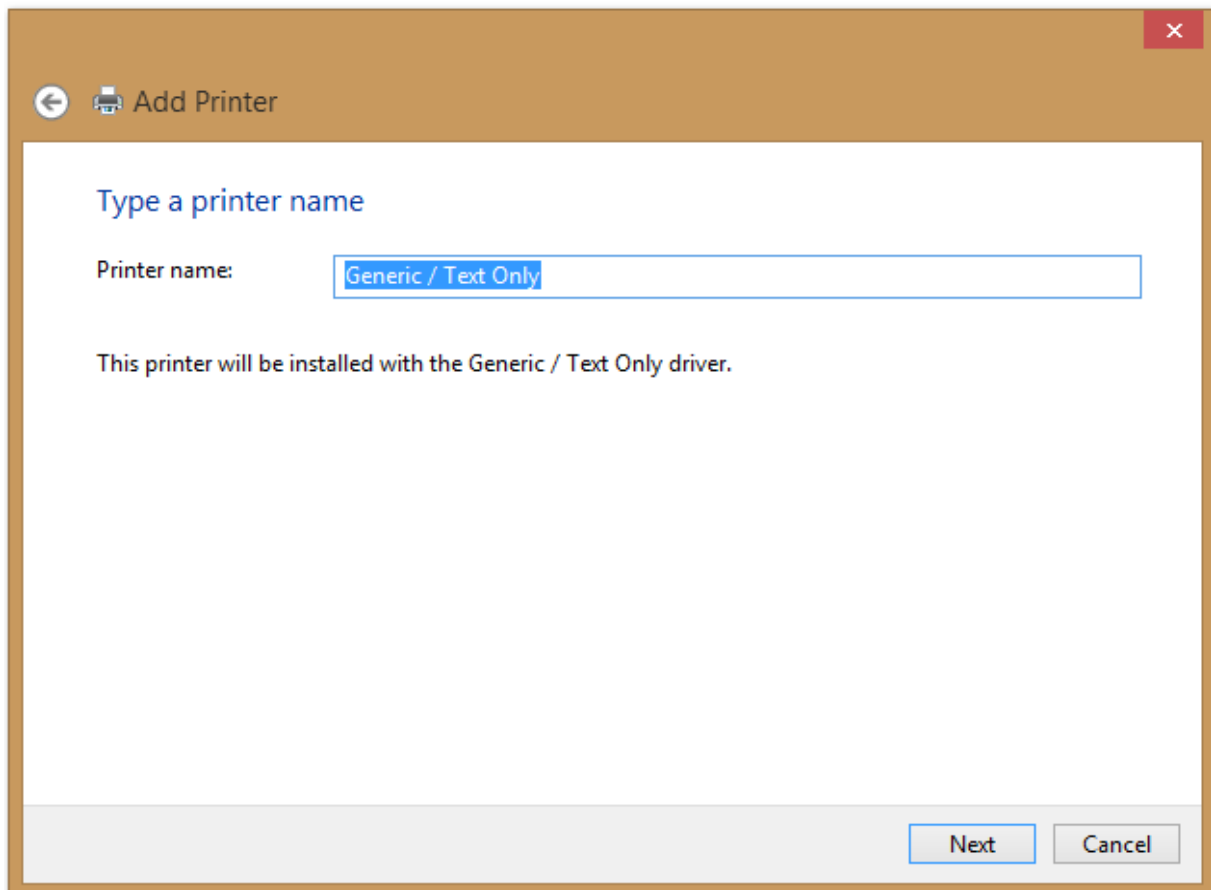 Add Printer
Type a printer name
Printer name: Generic / Text Only
This printer will be installed with the Generic / Text Only driver.
Next Cancel